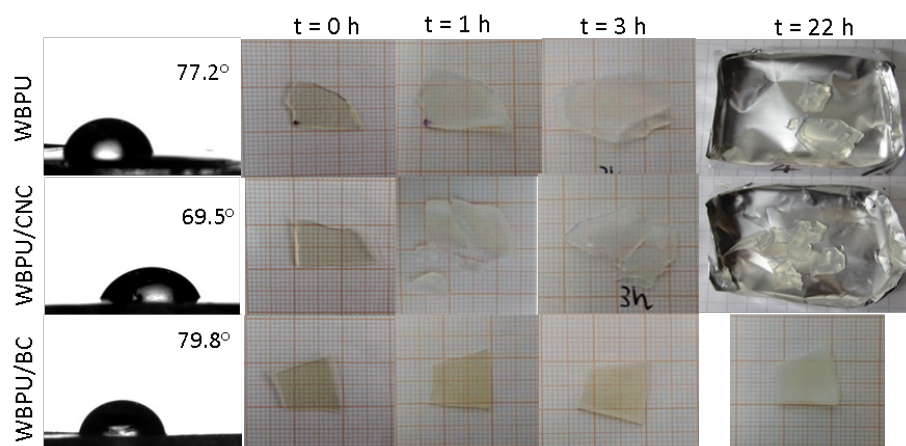 t = 0 h
t = 1 h
t = 3 h
t = 22 h
WBPU
77.2°
WBPU/CNC
69.5°
3h
WBPU/BC
79.8°